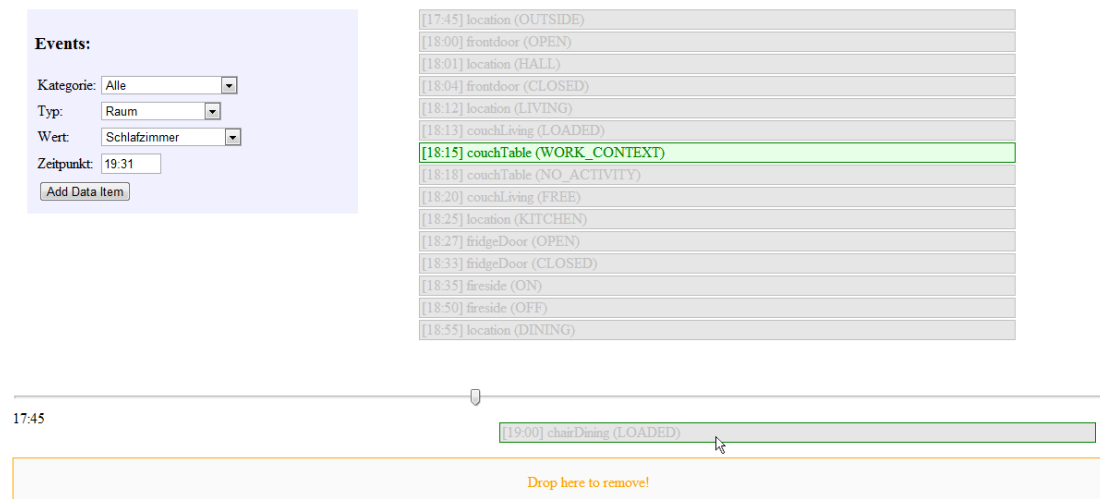 Events:
Kategorie: Alle
Typ: Raum
Wert: Schlafzimmer
Zeitpunkt: 19:31
Add Data Item
[17:45] location (OUTSIDE)
[18:00] frontdoor (OPEN)
[18:01] location (HALL)
[18:04] frontdoor (CLOSED)
[18:12] location (LIVING)
[18:13] couchLiving (LOADED)
[18:15] couchTable (WORK_CONTEXT)
[18:18] couchTable (NO_ACTIVITY)
[18:20] couchLiving (FREE)
[18:25] location (KITCHEN)
[18:27] fridgeDoor (OPEN)
[18:33] fridgeDoor (CLOSED)
[18:35] fireside (ON)
[18:50] fireside (OFF)
[18:55] location (DINING)
17:45
[19:00] chairDining (LOADED)
Drop here to remove!